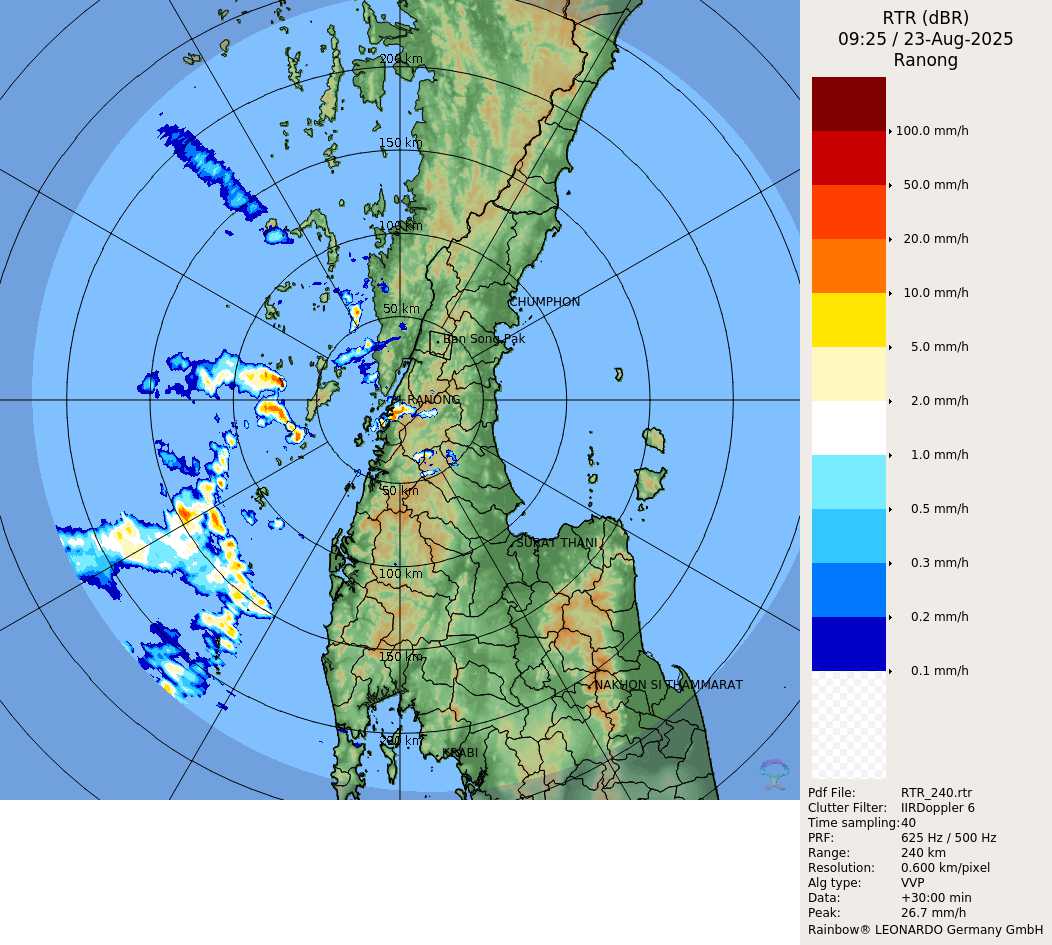 RTR (dBR)
09:25 / 23-Aug-2025
Ranong
200 km
150 km
100 km
50 km
CHUMPHON
Ban Song Pak
RANONG
50 km
SURAT THANI
100 km
150 km
NAKHON SI THAMMARAT
200 km
KRABI
100.0 mm/h
50.0 mm/h
20.0 mm/h
10.0 mm/h
5.0 mm/h
2.0 mm/h
1.0 mm/h
0.5 mm/h
0.3 mm/h
0.2 mm/h
0.1 mm/h
Pdf File: RTR_240.rtr
Clutter Filter: IIRDoppler 6
Time sampling: 40
PRF: 625 Hz / 500 Hz
Range: 240 km
Resolution: 0.600 km/pixel
Alg type: VVP
Data: +30:00 min
Peak: 26.7 mm/h
Rainbow® LEONARDO Germany GmbH